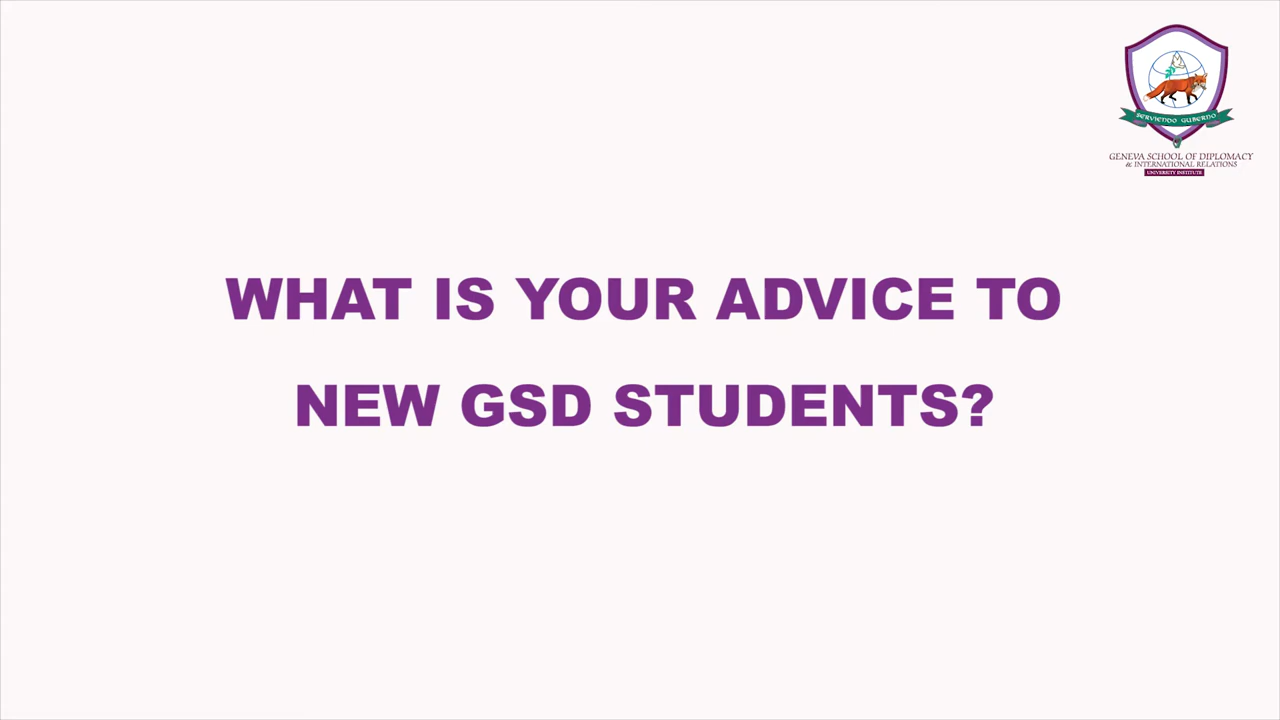 SERVIENDO GUBERNO
GENEVA SCHOOL OF DIPLOMACY
& INTERNATIONAL RELATIONS
UNIVERSITY INSTITUTE
WHAT IS YOUR ADVICE TO
NEW GSD STUDENTS?